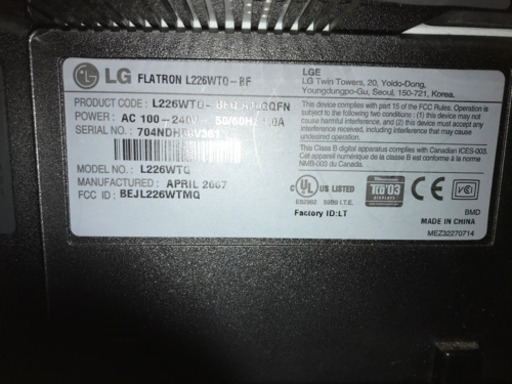 LG FLATRON L226WTQ-BF
PRODUCT CODE : L226WTQ-
POWER : AC 100-240V 50/60Hz
SERIAL NO. :
MODEL NO. : L226WTQ
MANUFACTURED : APRIL 2007
FCC ID : BEJL226WTMQ
LGE
LG Twin Towers, 20, Yoido-Dong,
Youngdungpo-Gu, Seoul, 150-721, Korea.
This device complies with part 15 of the FCC Rules. Operation is
subject to the following two conditions : (1) this device may not
cause harmful interference, and (2) this device must accept any
interference received, including interference that may cause
undesired operation.
This Class B digital apparatus complies with Canadian ICES-003.
Cet appareil numérique de la classe B est conforme à la norme
NMB-003 du Canada.
C UL US LISTED
I.T.E.
TCO'03
DISPLAYS
CE
Factory ID:LT
BMD
MADE IN CHINA
MEZ32270714